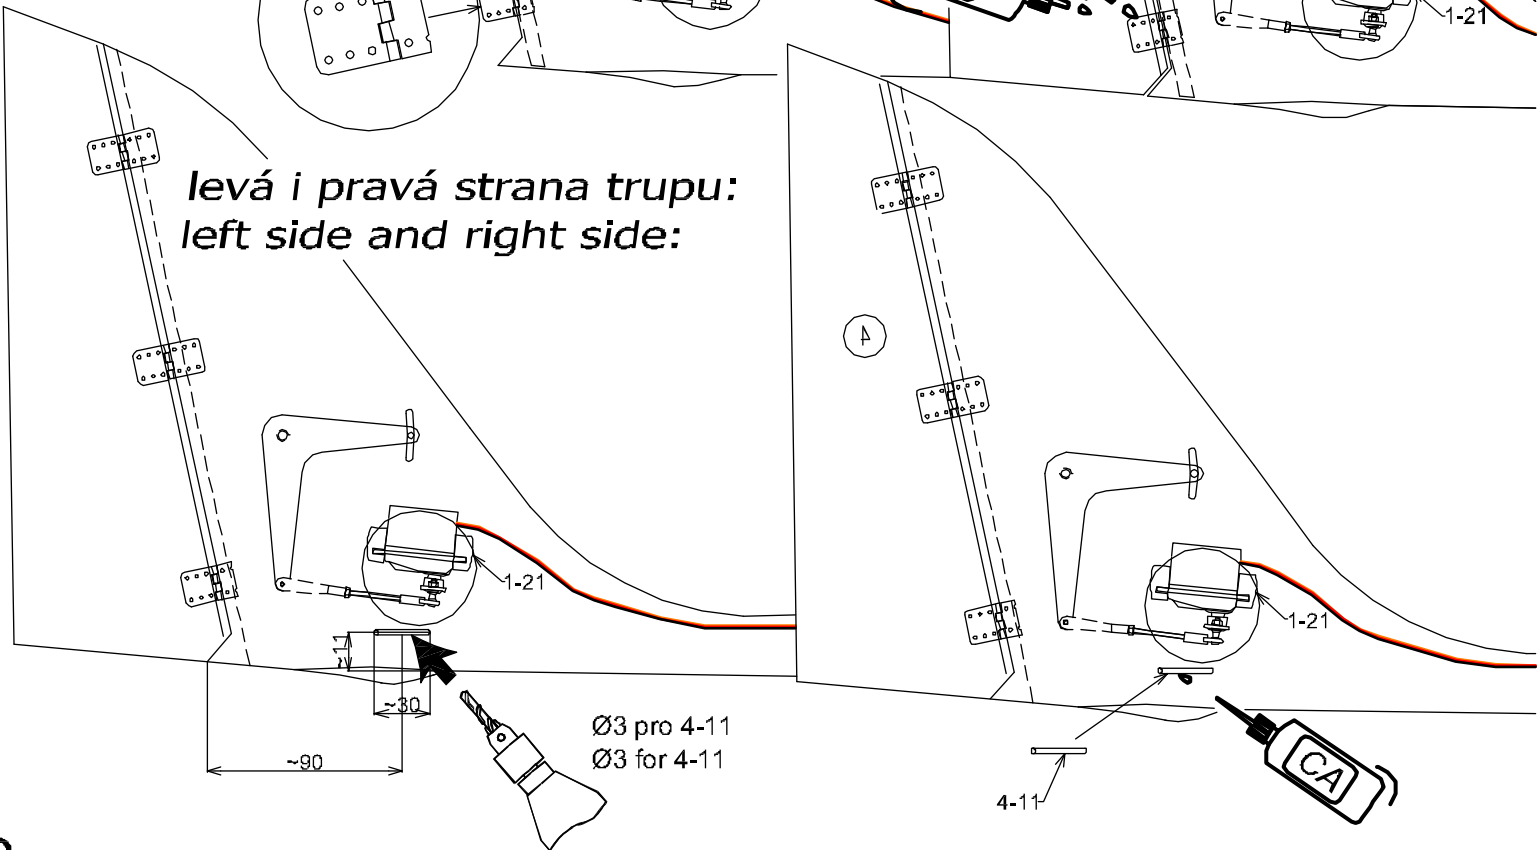 1-21
levá i pravá strana trupu:
left side and right side:
4
1-21
1-21
~11
~30
~90
Ø3 pro 4-11
Ø3 for 4-11
4-11
CA